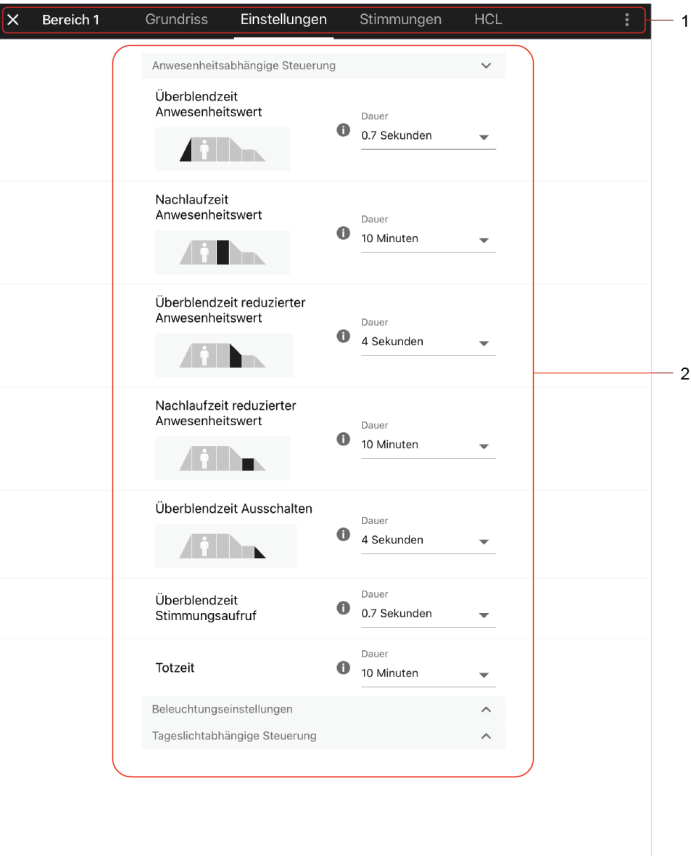 Bereich 1 Grundriss Einstellungen Stimmungen HCL 1
Anwesenheitsabhängige Steuerung
Überblendzeit
Anwesenheitswert
Dauer
0.7 Sekunden
Nachlaufzeit
Anwesenheitswert
Dauer
10 Minuten
Überblendzeit reduzierter
Anwesenheitswert
Dauer
4 Sekunden
2
Nachlaufzeit reduzierter
Anwesenheitswert
Dauer
10 Minuten
Überblendzeit Ausschalten
Dauer
4 Sekunden
Überblendzeit
Stimmungsaufruf
Dauer
0.7 Sekunden
Totzeit
Dauer
10 Minuten
Beleuchtungseinstellungen
Tageslichtabhängige Steuerung